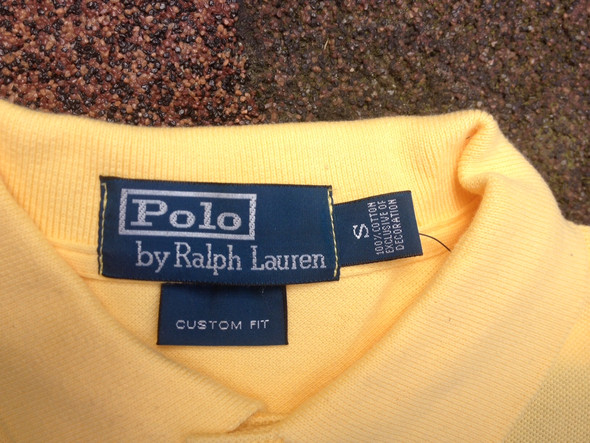 Polo
by Ralph Lauren
S
100% COTTON
EXCLUSIVE OF
DECORATION
CUSTOM FIT